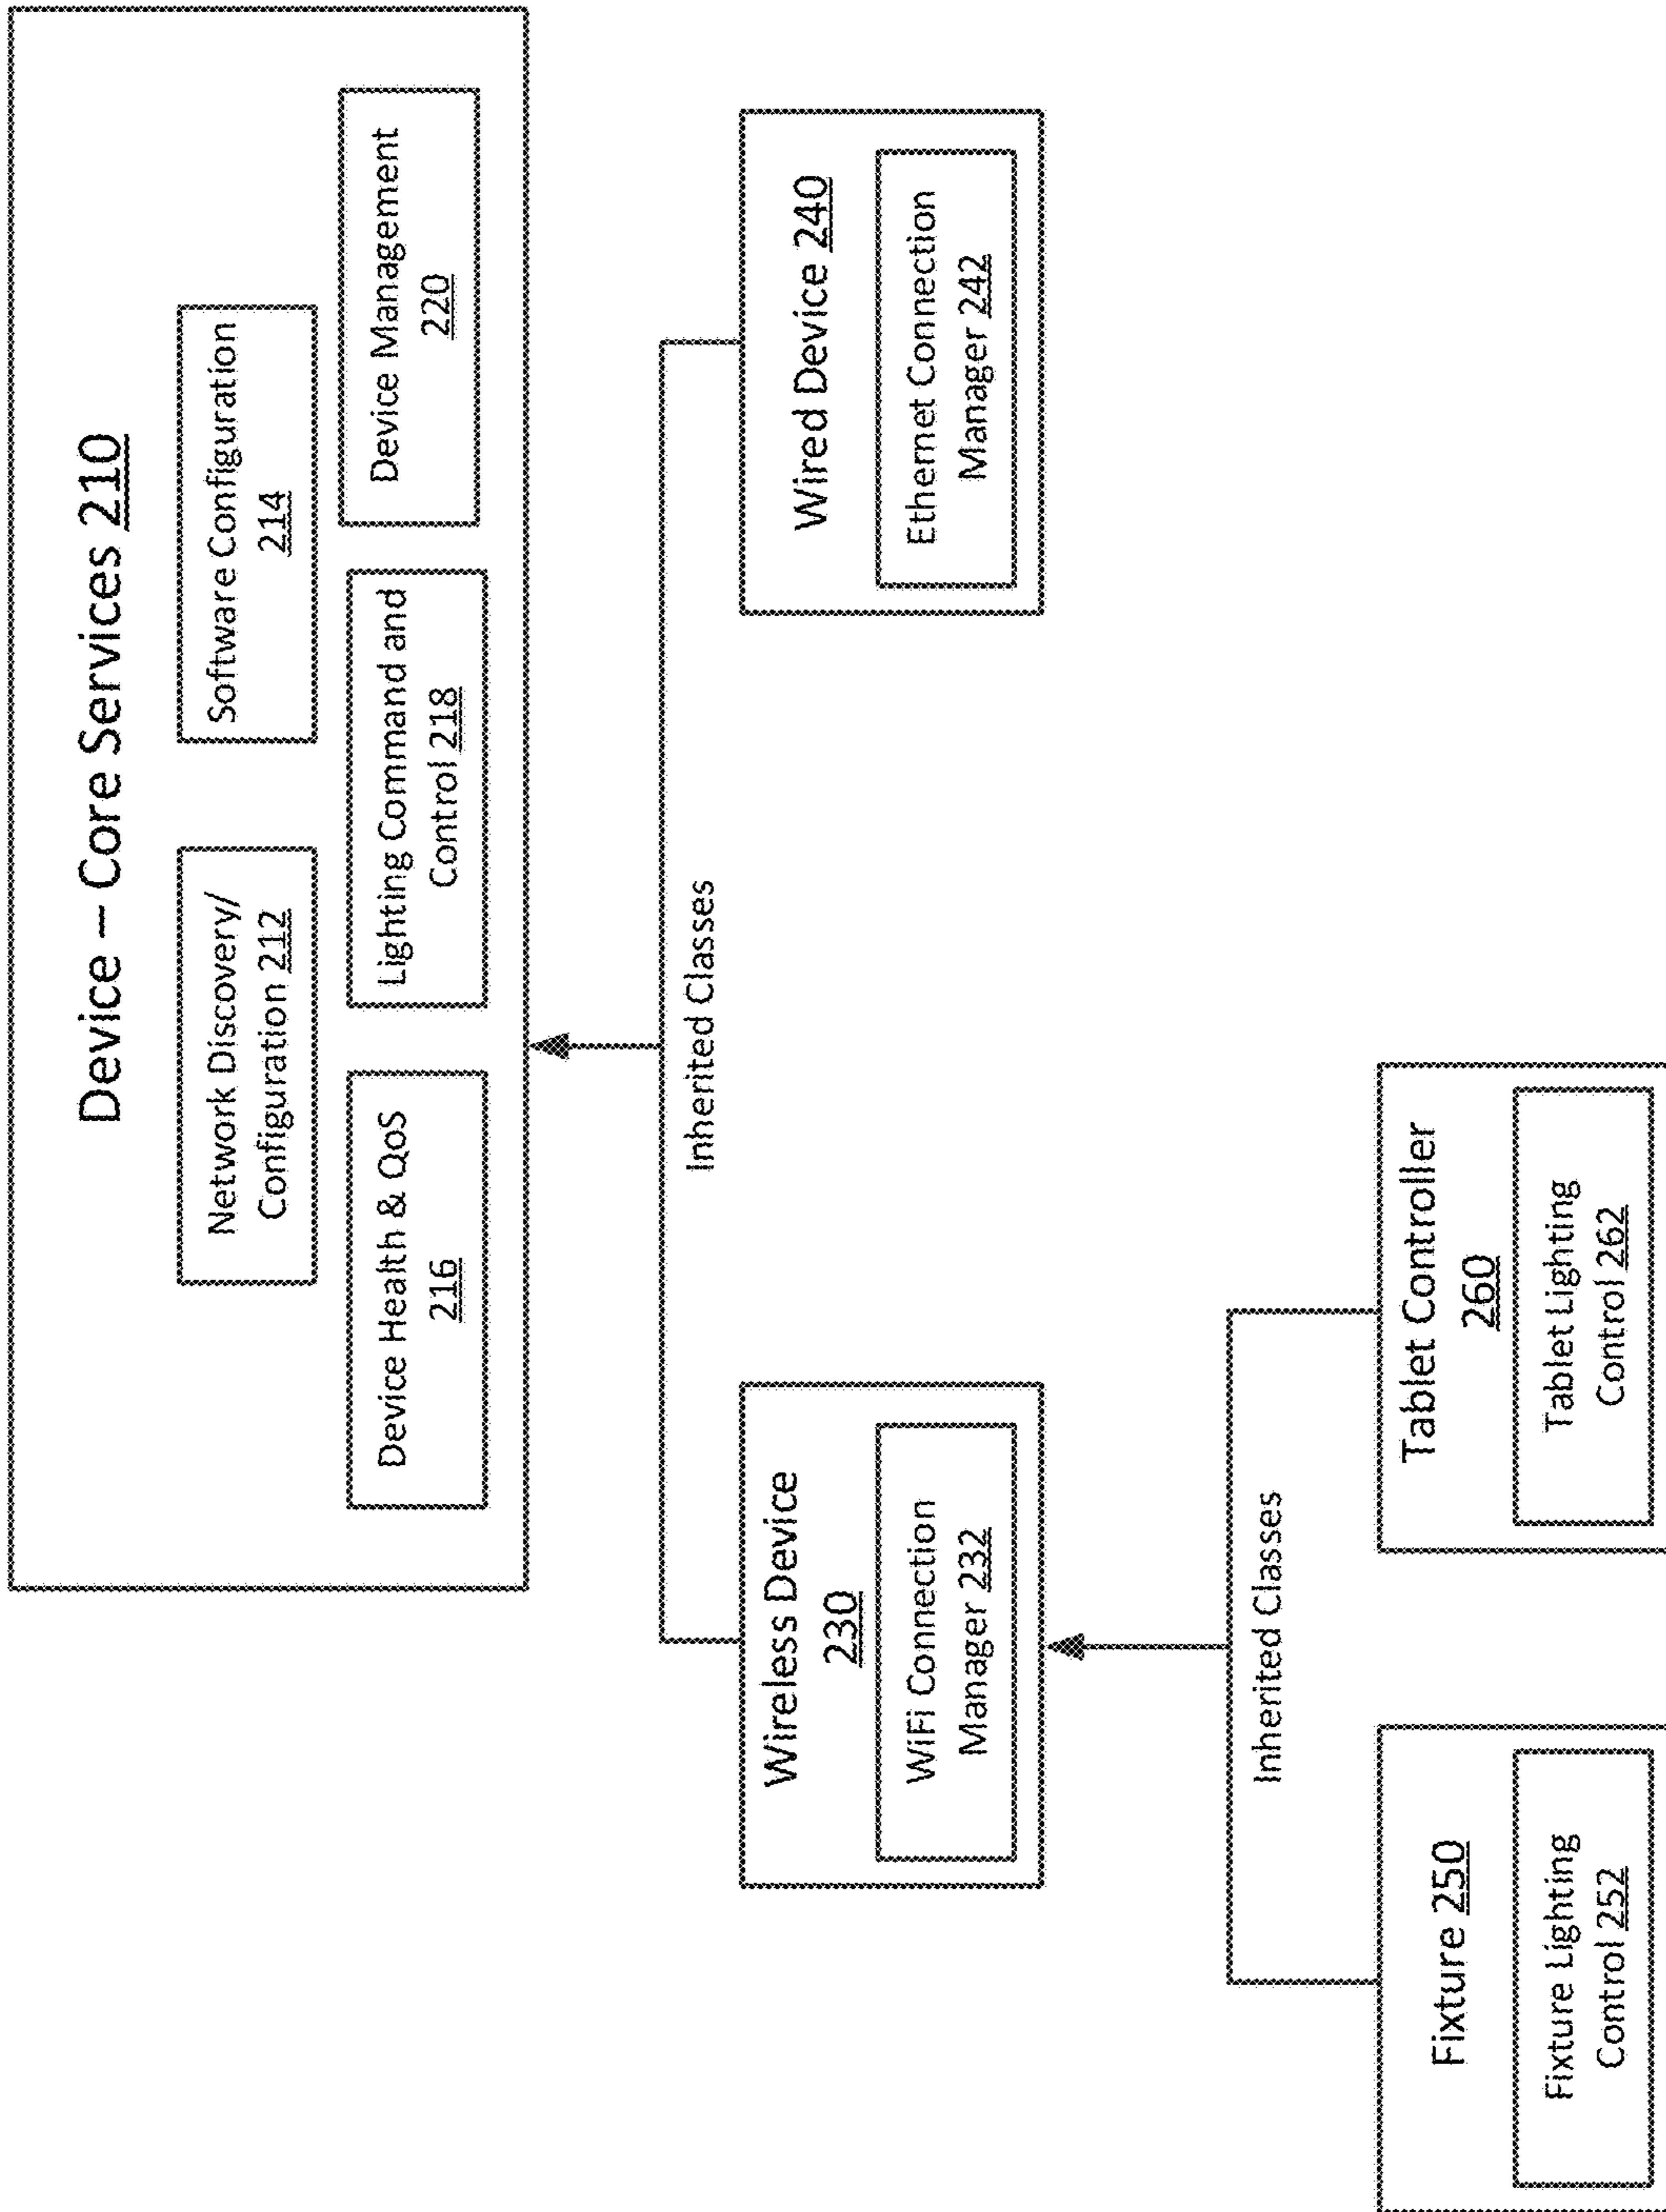 Device – Core Services 210
Network Discovery/
Configuration 212
Software Configuration
214
Device Health & QoS
216
Lighting Command and
Control 218
Device Management
220
Inherited Classes
Wireless Device
230
WiFi Connection
Manager 232
Wired Device 240
Ethernet Connection
Manager 242
Inherited Classes
Fixture 250
Fixture Lighting
Control 252
Tablet Controller
260
Tablet Lighting
Control 262